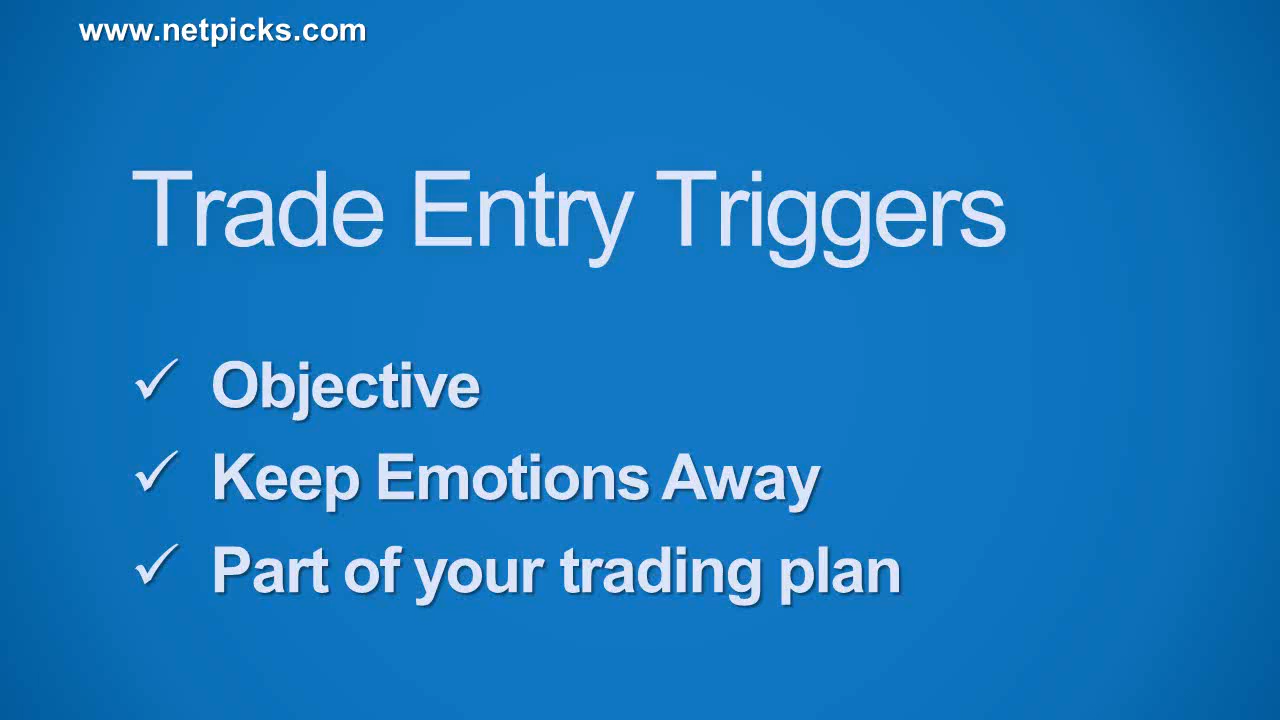 www.netpicks.com
Trade Entry Triggers
✓ Objective
✓ Keep Emotions Away
✓ Part of your trading plan